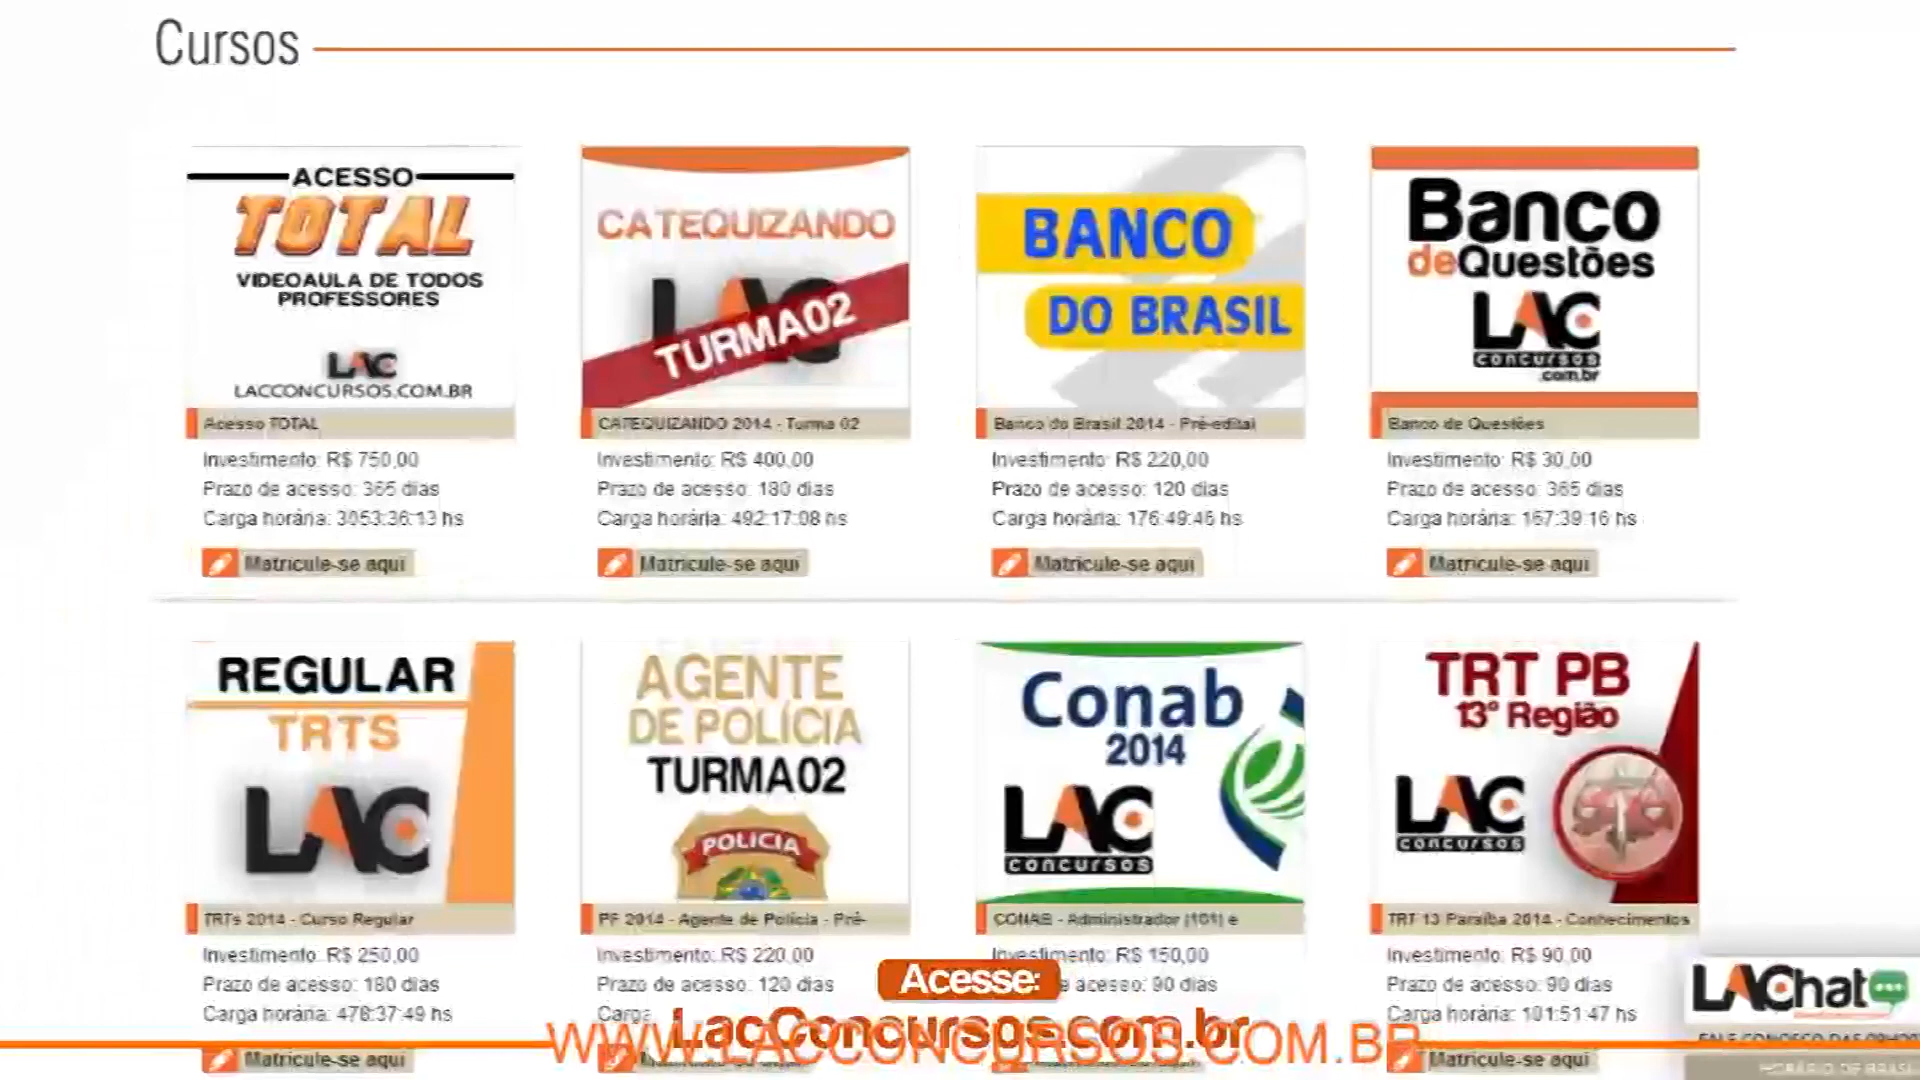 Cursos
ACESSO
TOTAL
VIDEOAULA DE TODOS
PROFESSORES
LAC
LACCONCURSOS.COM.BR
Acesso TOTAL
Investimento: R$ 750,00
Prazo de acesso: 365 dias
Carga horária: 3053:36:13 hs
Matricule-se aqui
CATEQUIZANDO
LAC
TURMA02
CATEQUIZANDO 2014 - Turma 02
Investimento: R$ 400,00
Prazo de acesso: 180 dias
Carga horária: 492:17:08 hs
Matricule-se aqui
BANCO
DO BRASIL
Banco do Brasil 2014 - Pré-edital
Investimento: R$ 220,00
Prazo de acesso: 120 dias
Carga horária: 176:49:46 hs
Matricule-se aqui
Banco
deQuestões
LAC
concursos
.com.br
Banco de Questões
Investimento: R$ 30,00
Prazo de acesso: 365 dias
Carga horária: 167:39:16 hs
Matricule-se aqui
REGULAR
TRTS
LAC
TRTs 2014 - Curso Regular
Investimento: R$ 250,00
Prazo de acesso: 180 dias
Carga horária: 478:37:49 hs
Matricule-se aqui
AGENTE
DE POLÍCIA
TURMA02
POLICIA
PF 2014 - Agente de Polícia - Pré-
Investimento: R$ 220,00
Prazo de acesso: 120 dias
Carga
Conab
2014
LAC
concursos
CONAB - Administrador (101) e
Investimento: R$ 150,00
acesso: 90 dias
TRT PB
13º Região
LAC
concursos
TRT 13 Paraíba 2014 - Conhecimentos
Investimento: R$ 90,00
Prazo de acesso: 90 dias
Carga horária: 101:51:47 hs
Matricule-se aqui
Acesse:
LacConcursos.com.br
WWW.LACCONCURSOS.COM.BR
LAChat